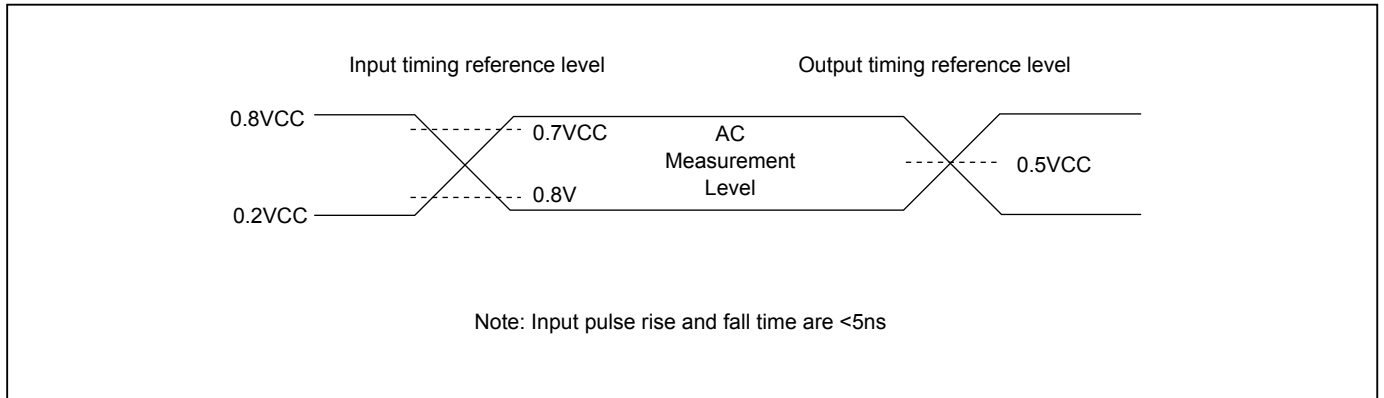 Input timing reference level
Output timing reference level
0.8VCC
0.7VCC
AC
Measurement
Level
0.5VCC
0.8V
0.2VCC
Note: Input pulse rise and fall time are <5ns